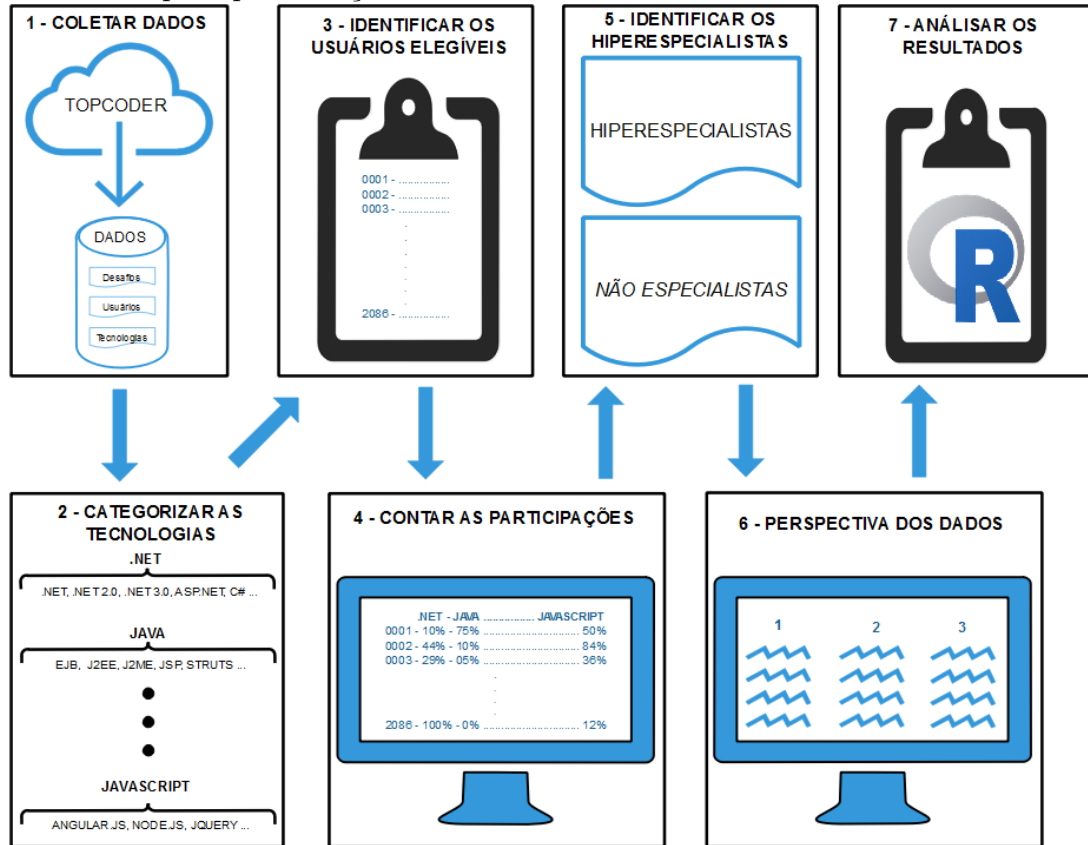 1 - COLETAR DADOS
TOPCODER
DADOS
Desafios
Usuários
Tecnologias
2 - CATEGORIZAR AS
TECNOLOGIAS
.NET
.NET, .NET 2.0, .NET 3.0, ASP.NET, C# ...
JAVA
EJB, J2EE, J2ME, JSP, STRUTS ...
JAVASCRIPT
ANGULAR.JS, NODE.JS, JQUERY ...
3 - IDENTIFICAR OS
USUÁRIOS ELEGÍVEIS
0001 - .................
0002 - .................
0003 - .................
2086 - .................
4 - CONTAR AS PARTICIPAÇÕES
.NET - JAVA ................. JAVASCRIPT
0001 - 10% - 75% ................................ 50%
0002 - 44% - 10% ................................ 84%
0003 - 29% - 05% ................................ 36%
2086 - 100% - 0% ................................ 12%
5 - IDENTIFICAR OS
HIPERESPECIALISTAS
HIPERESPECIALISTAS
NÃO ESPECIALISTAS
6 - PERSPECTIVA DOS DADOS
1 2 3
7 - ANÁLISAR OS
RESULTADOS
R